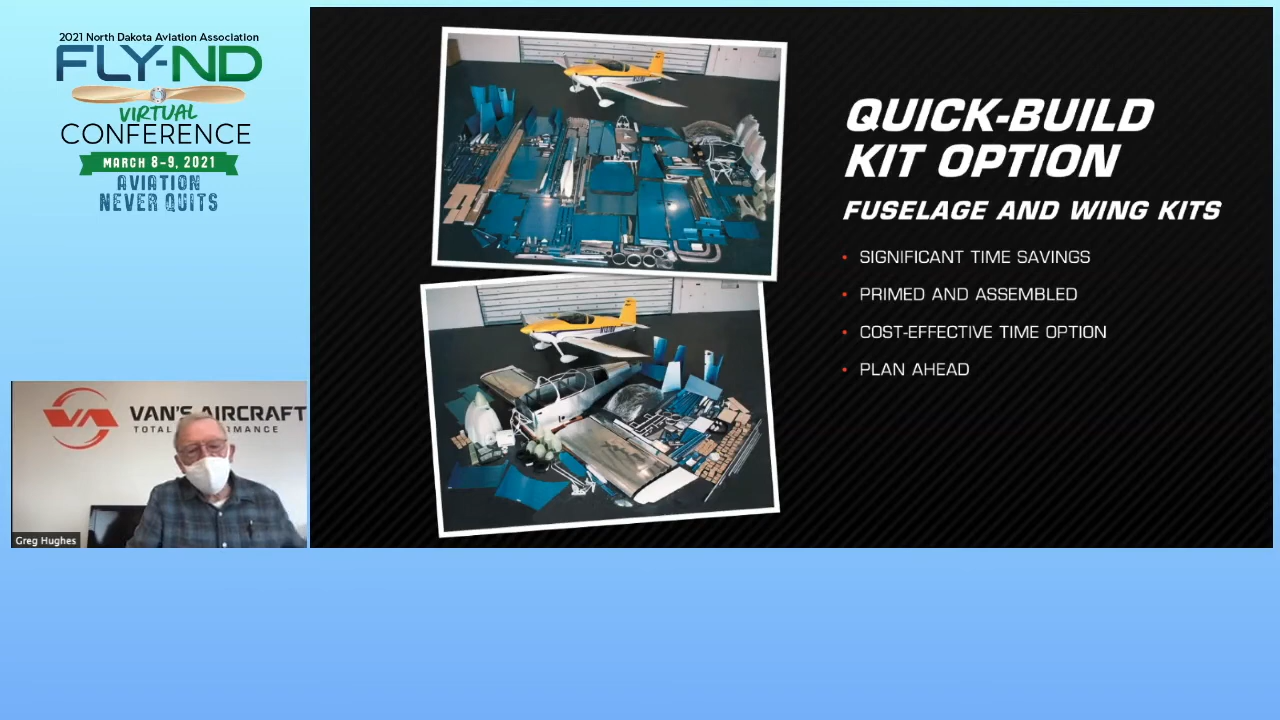 2021 North Dakota Aviation Association
FLY-ND
VIRTUAL
CONFERENCE
MARCH 8-9, 2021
AVIATION
NEVER QUITS
VAN'S AIRCRAFT
Greg Hughes
QUICK-BUILD
KIT OPTION
FUSELAGE AND WING KITS
• SIGNIFICANT TIME SAVINGS
• PRIMED AND ASSEMBLED
• COST-EFFECTIVE TIME OPTION
• PLAN AHEAD